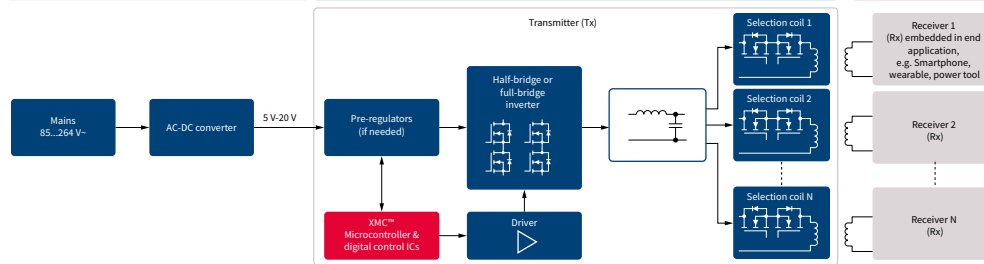 Transmitter (Tx)
Mains
85...264 V~
AC-DC converter
5 V-20 V
Pre-regulators
(if needed)
XMC™
Microcontroller &
digital control ICs
Half-bridge or
full-bridge
inverter
Driver
Selection coil 1
Selection coil 2
Selection coil N
Receiver 1
(Rx) embedded in end
application,
e.g. Smartphone,
wearable, power tool
Receiver 2
(Rx)
Receiver N
(Rx)